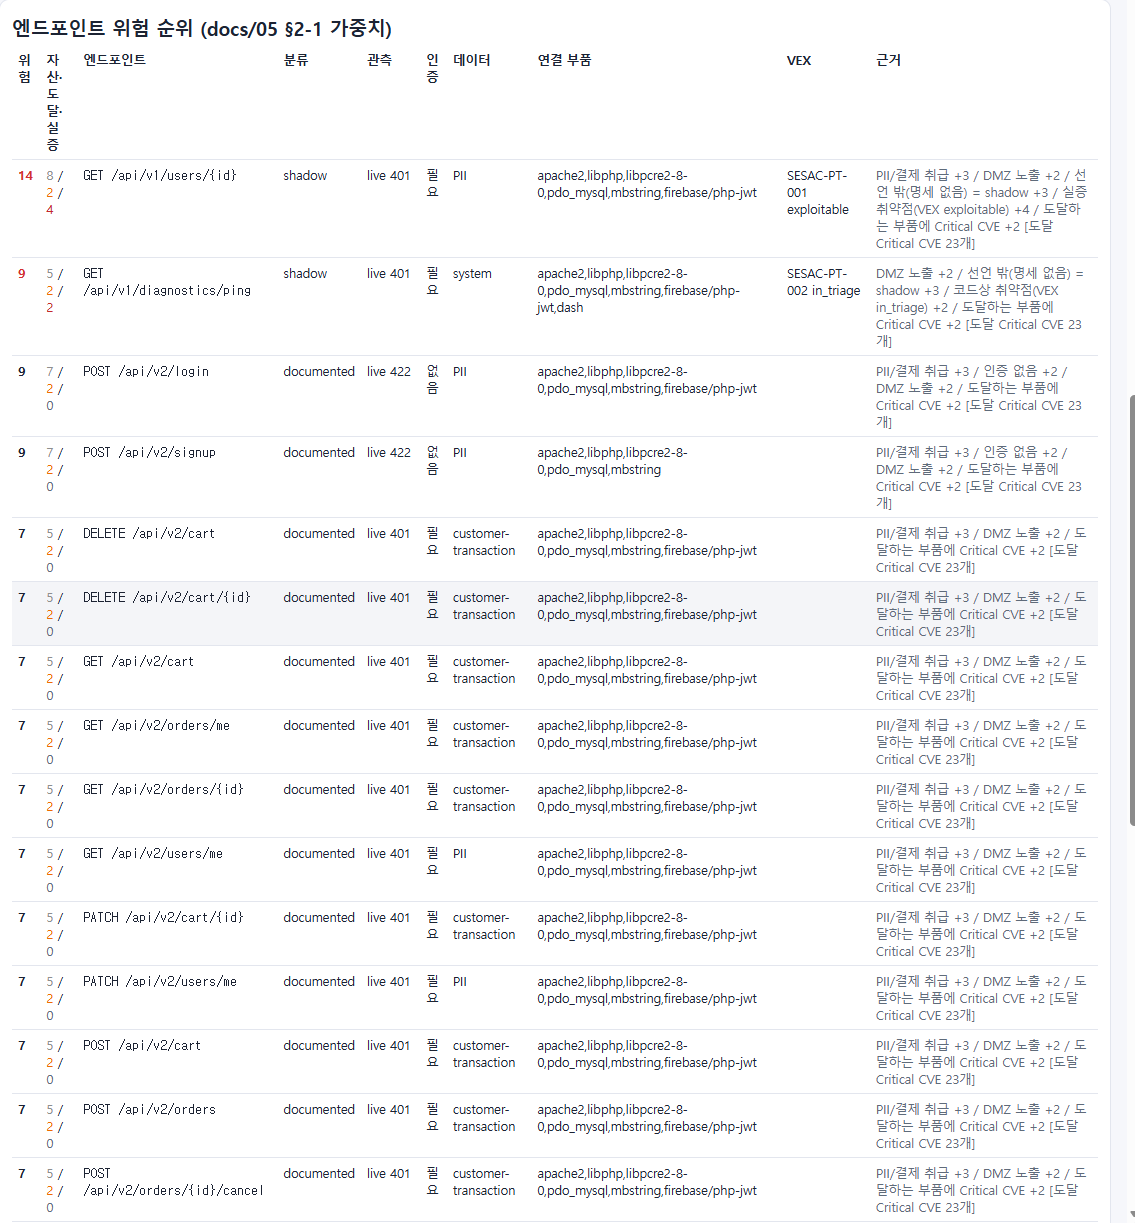 엔드포인트 위험 순위 (docs/05 §2-1 가중치)
위험 자산·도달·실증 엔드포인트 분류 관측 인증 데이터 연결 부품 VEX 근거
14 8 / 2 / 4 GET /api/v1/users/{id} shadow live 401 필요 PII apache2,libphp,libpcre2-8-0,pdo_mysql,mbstring,firebase/php-jwt SESAC-PT-001 exploitable PII/결제 취급 +3 / DMZ 노출 +2 / 선언 밖(명세 없음) = shadow +3 / 실증 취약점(VEX exploitable) +4 / 도달하는 부품에 Critical CVE +2 [도달 Critical CVE 23개]
9 5 / 2 / 2 GET /api/v1/diagnostics/ping shadow live 401 필요 system apache2,libphp,libpcre2-8-0,pdo_mysql,mbstring,firebase/php-jwt,dash SESAC-PT-002 in_triage DMZ 노출 +2 / 선언 밖(명세 없음) = shadow +3 / 코드상 취약점(VEX in_triage) +2 / 도달하는 부품에 Critical CVE +2 [도달 Critical CVE 23개]
9 7 / 2 / 0 POST /api/v2/login documented live 422 없음 PII apache2,libphp,libpcre2-8-0,pdo_mysql,mbstring,firebase/php-jwt PII/결제 취급 +3 / 인증 없음 +2 / DMZ 노출 +2 / 도달하는 부품에 Critical CVE +2 [도달 Critical CVE 23개]
9 7 / 2 / 0 POST /api/v2/signup documented live 422 없음 PII apache2,libphp,libpcre2-8-0,pdo_mysql,mbstring PII/결제 취급 +3 / 인증 없음 +2 / DMZ 노출 +2 / 도달하는 부품에 Critical CVE +2 [도달 Critical CVE 23개]
7 5 / 2 / 0 DELETE /api/v2/cart documented live 401 필요 customer-transaction apache2,libphp,libpcre2-8-0,pdo_mysql,mbstring,firebase/php-jwt PII/결제 취급 +3 / DMZ 노출 +2 / 도달하는 부품에 Critical CVE +2 [도달 Critical CVE 23개]
7 5 / 2 / 0 DELETE /api/v2/cart/{id} documented live 401 필요 customer-transaction apache2,libphp,libpcre2-8-0,pdo_mysql,mbstring,firebase/php-jwt PII/결제 취급 +3 / DMZ 노출 +2 / 도달하는 부품에 Critical CVE +2 [도달 Critical CVE 23개]
7 5 / 2 / 0 GET /api/v2/cart documented live 401 필요 customer-transaction apache2,libphp,libpcre2-8-0,pdo_mysql,mbstring,firebase/php-jwt PII/결제 취급 +3 / DMZ 노출 +2 / 도달하는 부품에 Critical CVE +2 [도달 Critical CVE 23개]
7 5 / 2 / 0 GET /api/v2/orders/me documented live 401 필요 customer-transaction apache2,libphp,libpcre2-8-0,pdo_mysql,mbstring,firebase/php-jwt PII/결제 취급 +3 / DMZ 노출 +2 / 도달하는 부품에 Critical CVE +2 [도달 Critical CVE 23개]
7 5 / 2 / 0 GET /api/v2/orders/{id} documented live 401 필요 customer-transaction apache2,libphp,libpcre2-8-0,pdo_mysql,mbstring,firebase/php-jwt PII/결제 취급 +3 / DMZ 노출 +2 / 도달하는 부품에 Critical CVE +2 [도달 Critical CVE 23개]
7 5 / 2 / 0 GET /api/v2/users/me documented live 401 필요 PII apache2,libphp,libpcre2-8-0,pdo_mysql,mbstring,firebase/php-jwt PII/결제 취급 +3 / DMZ 노출 +2 / 도달하는 부품에 Critical CVE +2 [도달 Critical CVE 23개]
7 5 / 2 / 0 PATCH /api/v2/cart/{id} documented live 401 필요 customer-transaction apache2,libphp,libpcre2-8-0,pdo_mysql,mbstring,firebase/php-jwt PII/결제 취급 +3 / DMZ 노출 +2 / 도달하는 부품에 Critical CVE +2 [도달 Critical CVE 23개]
7 5 / 2 / 0 PATCH /api/v2/users/me documented live 401 필요 PII apache2,libphp,libpcre2-8-0,pdo_mysql,mbstring,firebase/php-jwt PII/결제 취급 +3 / DMZ 노출 +2 / 도달하는 부품에 Critical CVE +2 [도달 Critical CVE 23개]
7 5 / 2 / 0 POST /api/v2/cart documented live 401 필요 customer-transaction apache2,libphp,libpcre2-8-0,pdo_mysql,mbstring,firebase/php-jwt PII/결제 취급 +3 / DMZ 노출 +2 / 도달하는 부품에 Critical CVE +2 [도달 Critical CVE 23개]
7 5 / 2 / 0 POST /api/v2/orders documented live 401 필요 customer-transaction apache2,libphp,libpcre2-8-0,pdo_mysql,mbstring,firebase/php-jwt PII/결제 취급 +3 / DMZ 노출 +2 / 도달하는 부품에 Critical CVE +2 [도달 Critical CVE 23개]
7 5 / 2 / 0 POST /api/v2/orders/{id}/cancel documented live 401 필요 customer-transaction apache2,libphp,libpcre2-8-0,pdo_mysql,mbstring,firebase/php-jwt PII/결제 취급 +3 / DMZ 노출 +2 / 도달하는 부품에 Critical CVE +2 [도달 Critical CVE 23개]